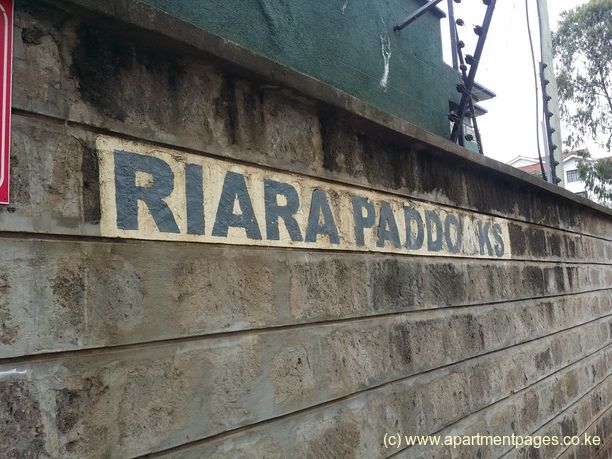 RIARA PADDOCKS
(c) www.apartmentpages.co.ke